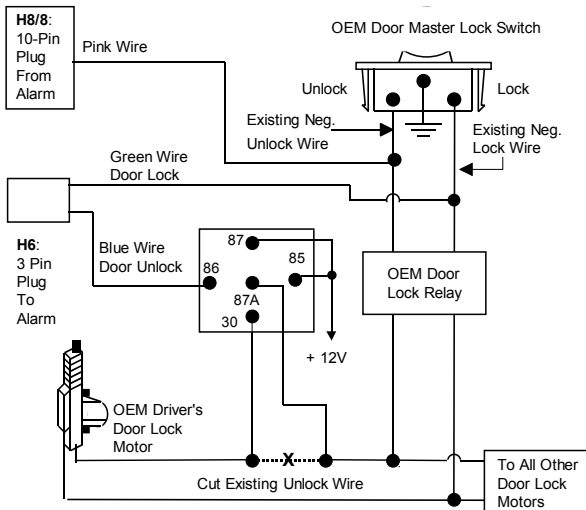 H8/8:
10-Pin
Plug
From
Alarm
Pink Wire
OEM Door Master Lock Switch
Unlock
Lock
Existing Neg.
Unlock Wire
Existing Neg.
Lock Wire
Green Wire
Door Lock
H6:
3 Pin
Plug
To
Alarm
Blue Wire
Door Unlock
87
86
85
87A
30
+ 12V
OEM Door
Lock Relay
OEM Driver's
Door Lock
Motor
X
Cut Existing Unlock Wire
To All Other
Door Lock
Motors